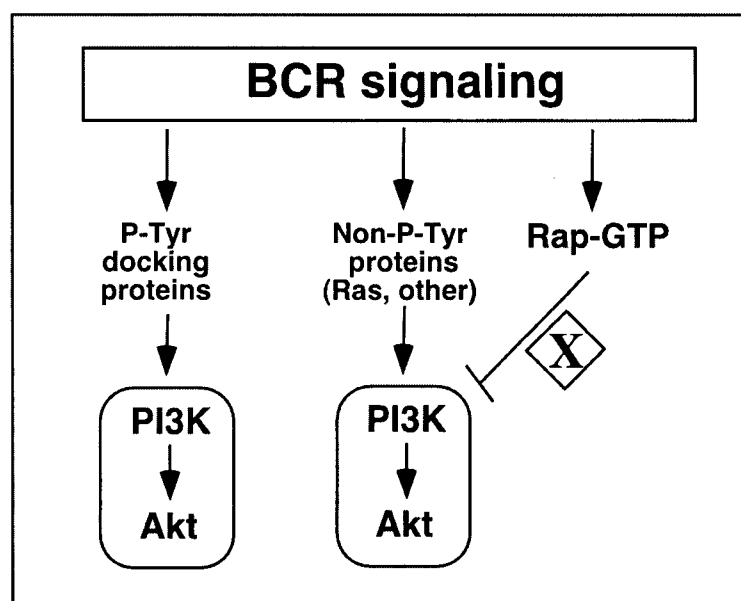 BCR signaling
P-Tyr
docking
proteins
Non-P-Tyr
proteins
(Ras, other)
Rap-GTP
X
PI3K
Akt
PI3K
Akt